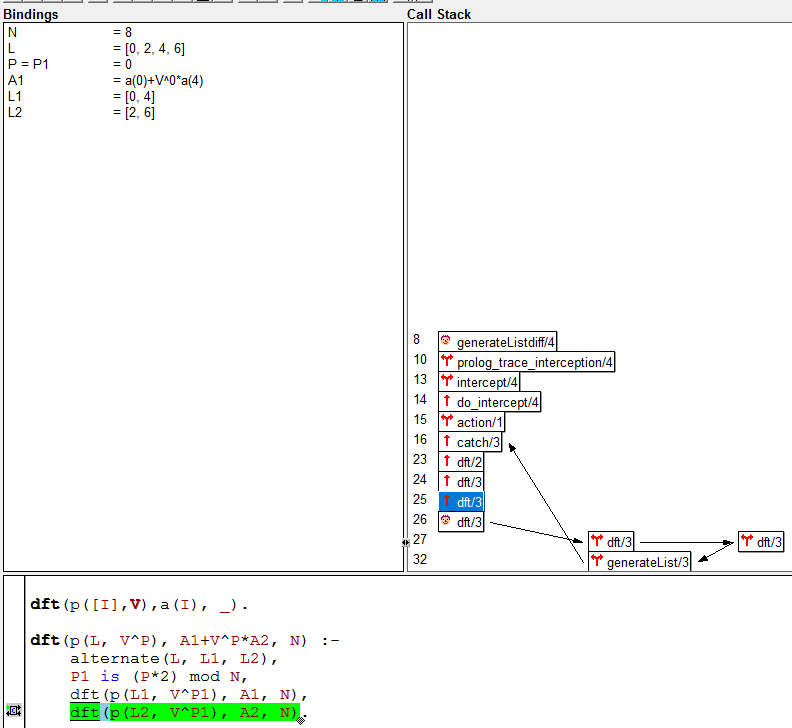 Bindings
N = 8
L = [0, 2, 4, 6]
P = P1 = 0
A1 = a(0)+V^0*a(4)
L1 = [0, 4]
L2 = [2, 6]
Call Stack
8 generateListdiff/4
10 prolog_trace_interception/4
13 intercept/4
14 do_intercept/4
15 action/1
16 catch/3
23 dft/2
24 dft/3
25 dft/3
26 dft/3
27 dft/3 dft/3
32 generateList/3
dft(p([I],V),a(I), _).
dft(p(L, V^P), A1+V^P*A2, N) :-
alternate(L, L1, L2),
P1 is (P*2) mod N,
dft(p(L1, V^P1), A1, N),
dft(p(L2, V^P1), A2, N).